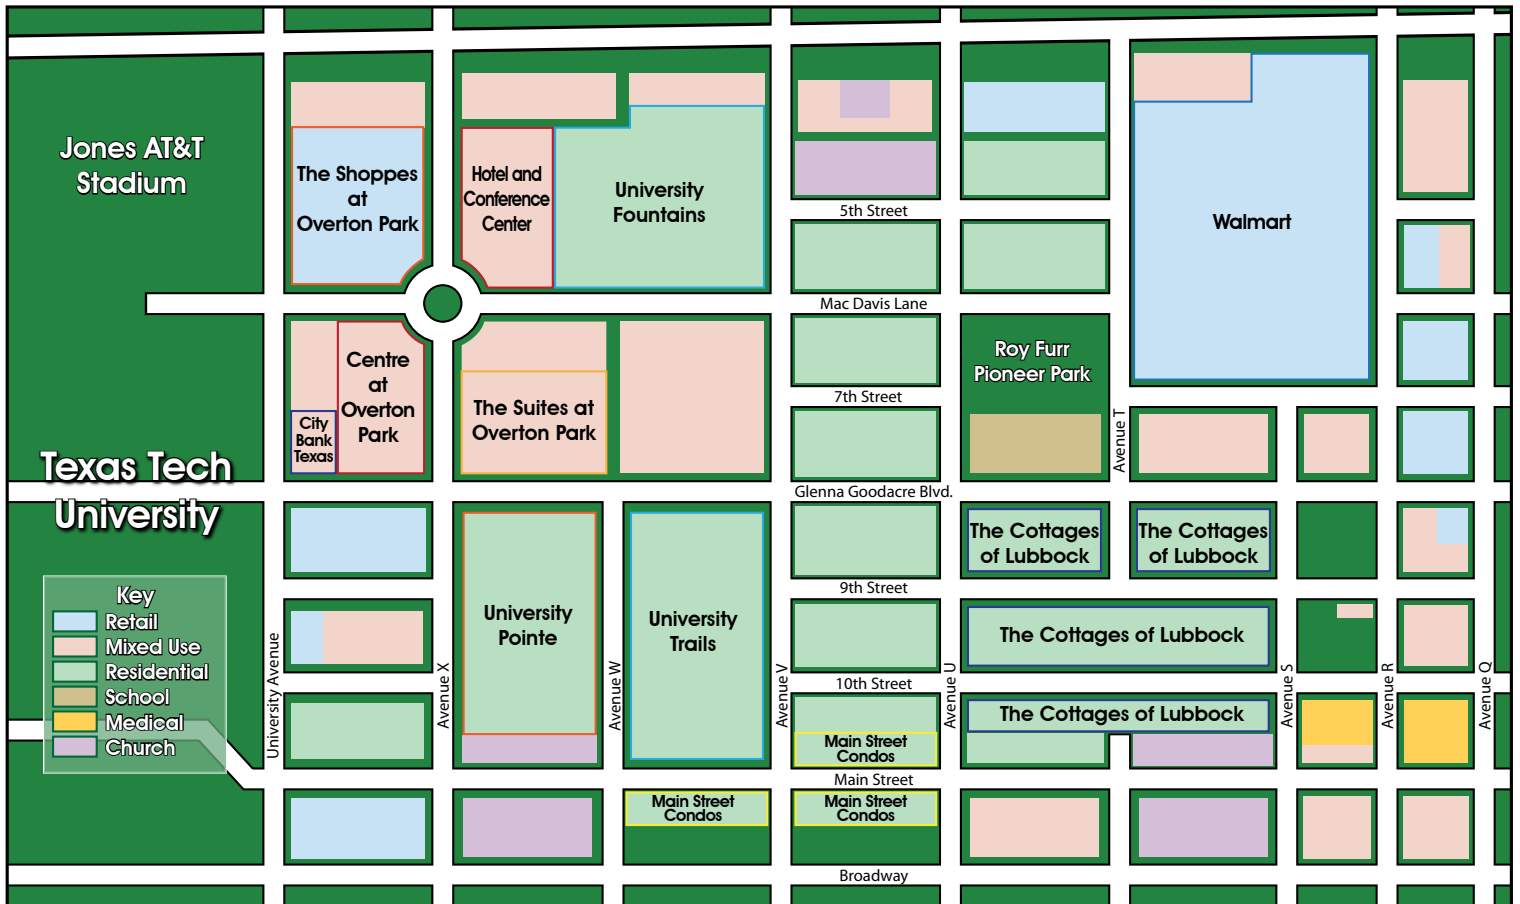 Jones AT&T
Stadium
The Shoppes
at
Overton Park
Hotel and
Conference
Center
University
Fountains
5th Street
Walmart
Mac Davis Lane
Centre
at
Overton
Park
City
Bank
Texas
The Suites at
Overton Park
7th Street
Roy Furr
Pioneer Park
Avenue T
Texas Tech
University
Glenna Goodacre Blvd.
The Cottages
of Lubbock
The Cottages
of Lubbock
9th Street
Key
Retail
Mixed Use
Residential
School
Medical
Church
University Avenue
Avenue X
University
Pointe
Avenue W
University
Trails
Avenue V
10th Street
Avenue U
The Cottages of Lubbock
The Cottages of Lubbock
Avenue S
Avenue R
Avenue Q
Main Street
Condos
Main Street
Main Street
Condos
Main Street
Condos
Broadway